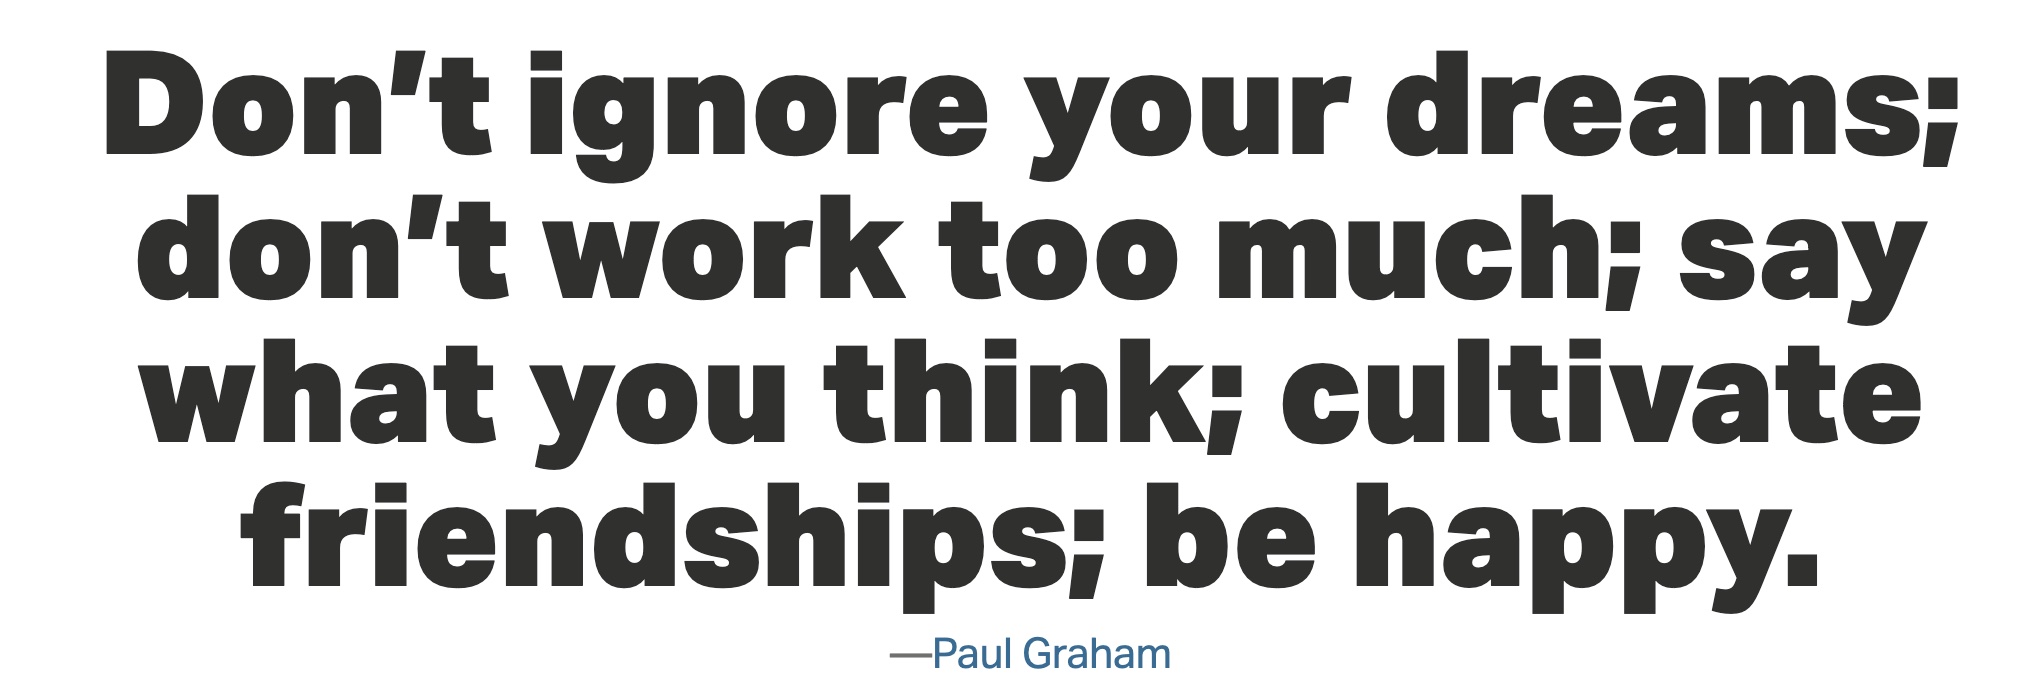 Don’t ignore your dreams;
don’t work too much; say
what you think; cultivate
friendships; be happy.
—Paul Graham